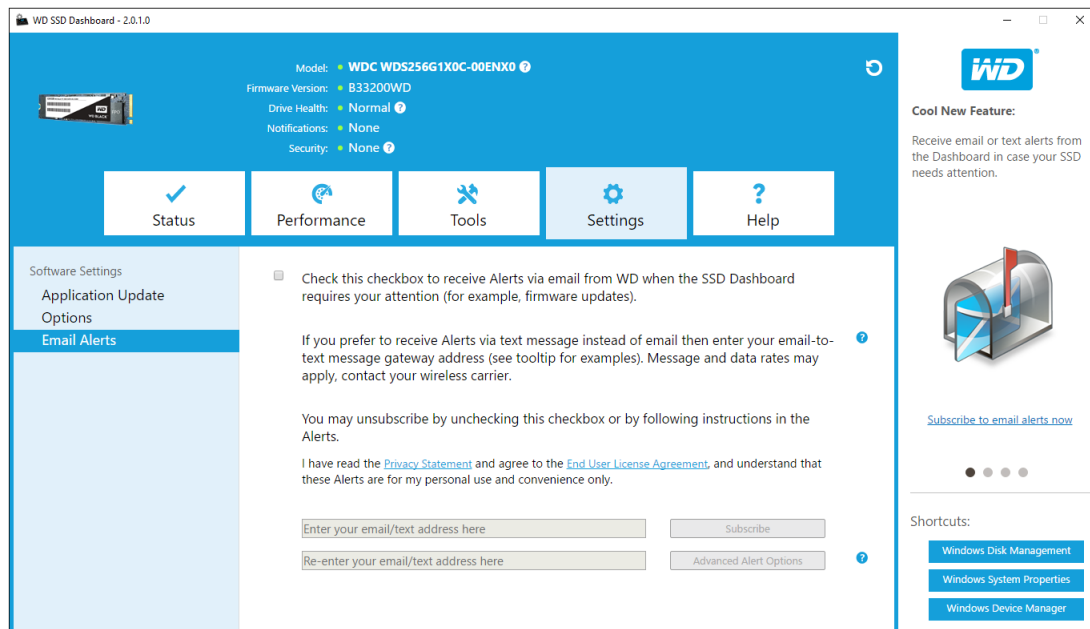 WD SSD Dashboard - 2.0.1.0
Model: WDC WDS256G1X0C-00ENX0 ?
Firmware Version: B33200WD
Drive Health: Normal ?
Notifications: None
Security: None ?
Status
Performance
Tools
Settings
? Help
Software Settings
Application Update
Options
Email Alerts
Check this checkbox to receive Alerts via email from WD when the SSD Dashboard
requires your attention (for example, firmware updates).
If you prefer to receive Alerts via text message instead of email then enter your email-to-
text message gateway address (see tooltip for examples). Message and data rates may
apply, contact your wireless carrier.
You may unsubscribe by unchecking this checkbox or by following instructions in the
Alerts.
I have read the Privacy Statement and agree to the End User License Agreement, and understand that
these Alerts are for my personal use and convenience only.
Enter your email/text address here
Subscribe
Re-enter your email/text address here
Advanced Alert Options
WD®
Cool New Feature:
Receive email or text alerts from
the Dashboard in case your SSD
needs attention.
Subscribe to email alerts now
Shortcuts:
Windows Disk Management
Windows System Properties
Windows Device Manager